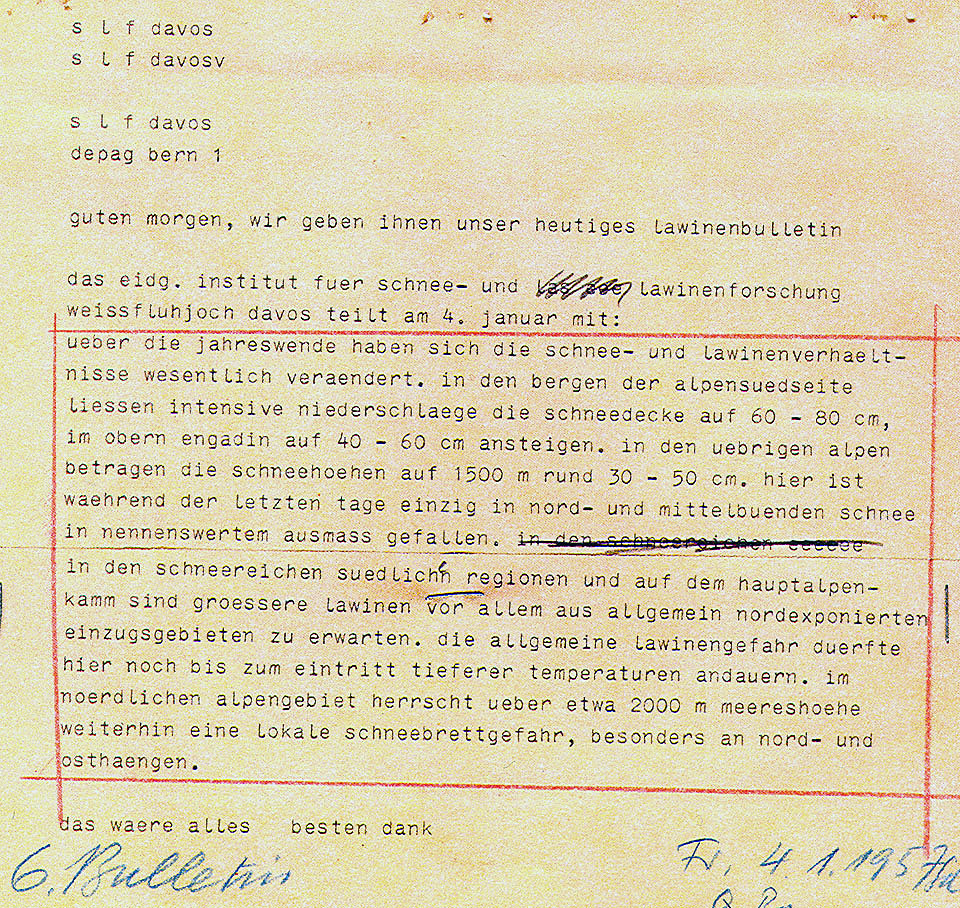 s l f davos
s l f davosv
s l f davos
depag bern 1
guten morgen, wir geben ihnen unser heutiges lawinenbulletin
das eidg. institut fuer schnee- und lawinenforschung
weissfluhjoch davos teilt am 4. januar mit:
ueber die jahreswende haben sich die schnee- und lawinenverhaelt-
nisse wesentlich veraendert. in den bergen der alpensuedseite
liessen intensive niederschlaege die schneedecke auf 60 - 80 cm,
im obern engadin auf 40 - 60 cm ansteigen. in den uebrigen alpen
betragen die schneehoehen auf 1500 m rund 30 - 50 cm. hier ist
waehrend der letzten tage einzig in nord- und mittelbuenden schnee
in nennenswertem ausmass gefallen. in den schneereichen eeeeee
in den schneereichen suedlichn regionen und auf dem hauptalpen-
kamm sind groessere lawinen vor allem aus allgemein nordexponierten
einzugsgebieten zu erwarten. die allgemeine lawinengefahr duerfte
hier noch bis zum eintritt tieferer temperaturen andauern. im
noerdlichen alpengebiet herrscht ueber etwa 2000 m meereshoehe
weiterhin eine lokale schneebrettgefahr, besonders an nord- und
osthaengen.
das waere alles besten dank
6. Bulletin
Fr, 4.1.1957